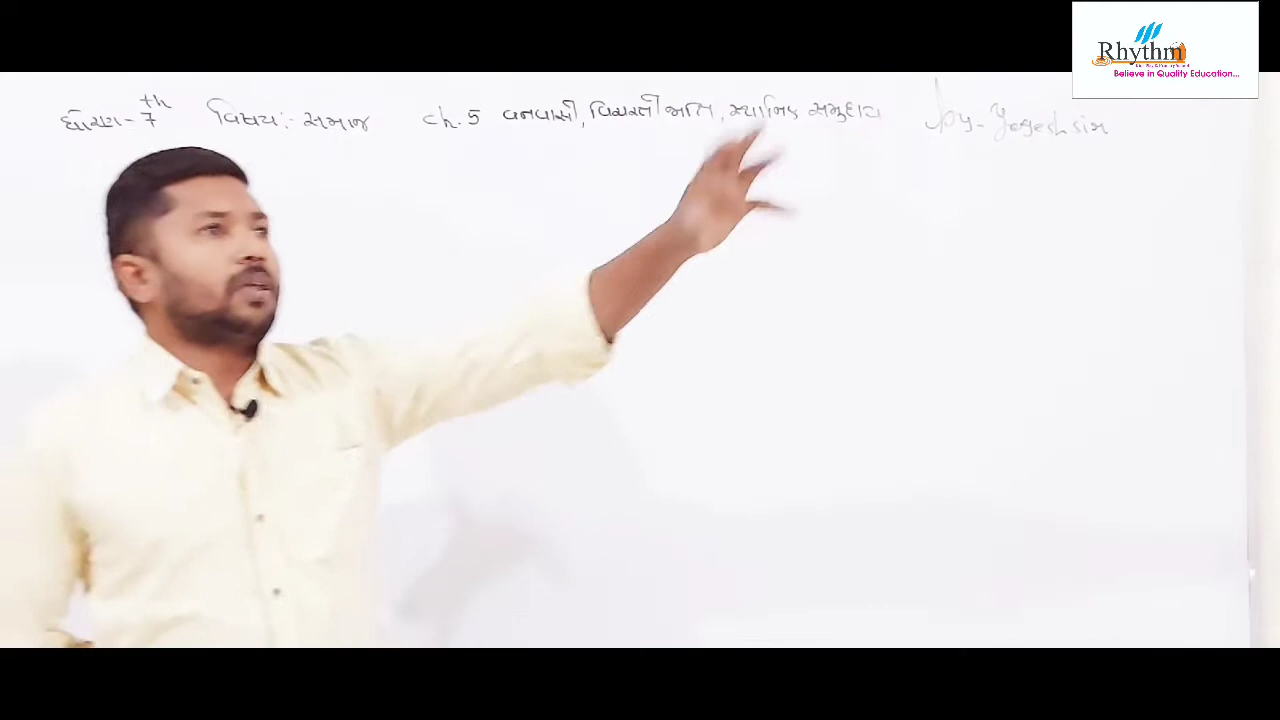 Rhythm
Believe in Quality Education...
ધોરણ - 7th વિષય :- સમાજ ch. 5 વનવાસી, વિચરતી જાતિ, સ્થાનિક સમુદાય by - Yogesh sir